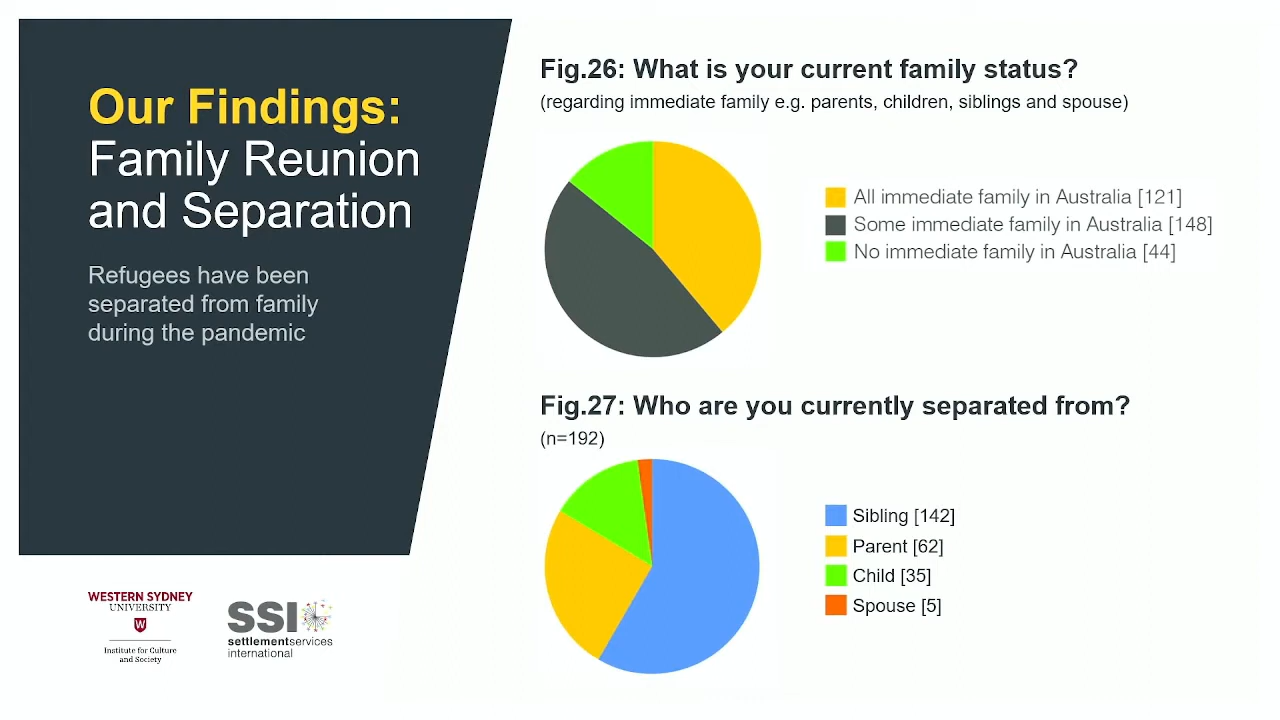 Our Findings:
Family Reunion
and Separation
Refugees have been
separated from family
during the pandemic
Fig.26: What is your current family status?
(regarding immediate family e.g. parents, children, siblings and spouse)
All immediate family in Australia [121]
Some immediate family in Australia [148]
No immediate family in Australia [44]
Fig.27: Who are you currently separated from?
(n=192)
Sibling [142]
Parent [62]
Child [35]
Spouse [5]
WESTERN SYDNEY
UNIVERSITY
W
Institute for Culture
and Society
SSI
settlementservices
international